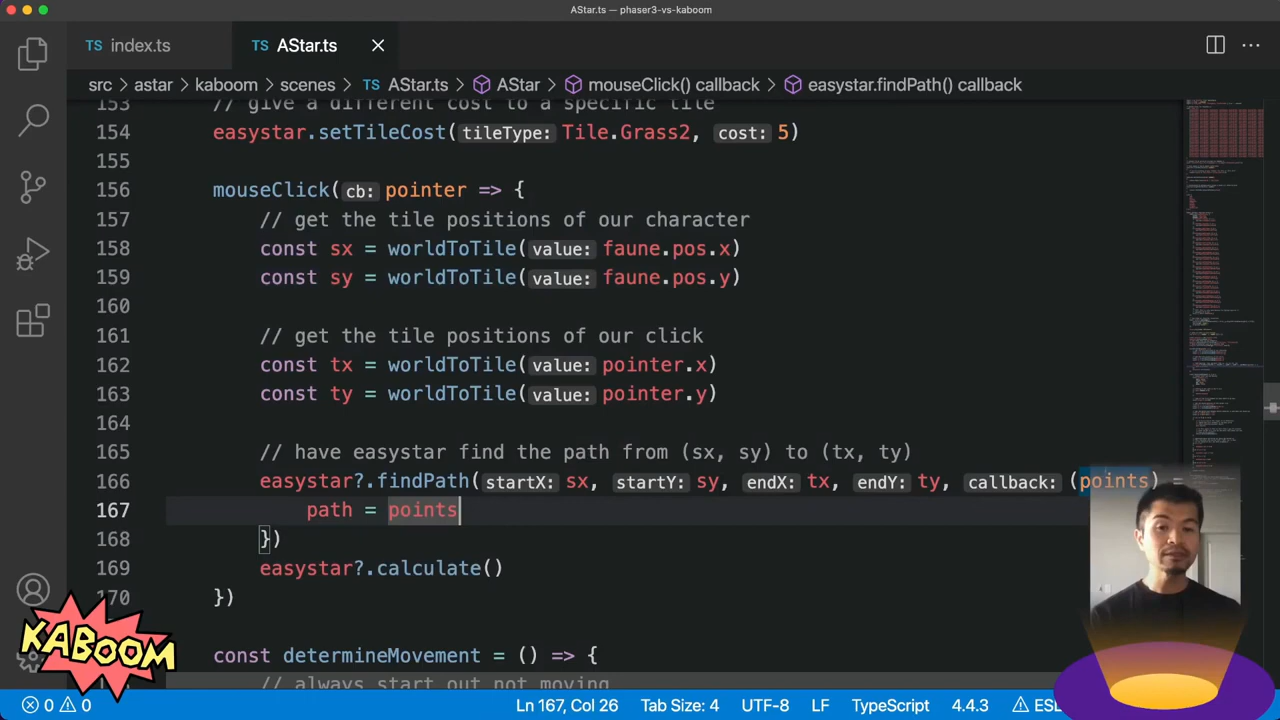 AStar.ts — phaser3-vs-kaboom
TS index.ts TS AStar.ts
src > astar > kaboom > scenes > TS AStar.ts > AStar > mouseClick() callback > easystar.findPath() callback
153 // give a different cost to a specific tile
154 easystar.setTileCost(tileType: Tile.Grass2, cost: 5)
155
156 mouseClick(cb: pointer => {
157 // get the tile positions of our character
158 const sx = worldToTile(value: faune.pos.x)
159 const sy = worldToTile(value: faune.pos.y)
160
161 // get the tile positions of our click
162 const tx = worldToTile(value: pointer.x)
163 const ty = worldToTile(value: pointer.y)
164
165 // have easystar find the path from (sx, sy) to (tx, ty)
166 easystar?.findPath(startX: sx, startY: sy, endX: tx, endY: ty, callback: (points) =
167 path = points
168 })
169 easystar?.calculate()
170 })
const determineMovement = () => {
// always start out not moving
KABOOM
0 0 Ln 167, Col 26 Tab Size: 4 UTF-8 LF TypeScript 4.4.3 ESL